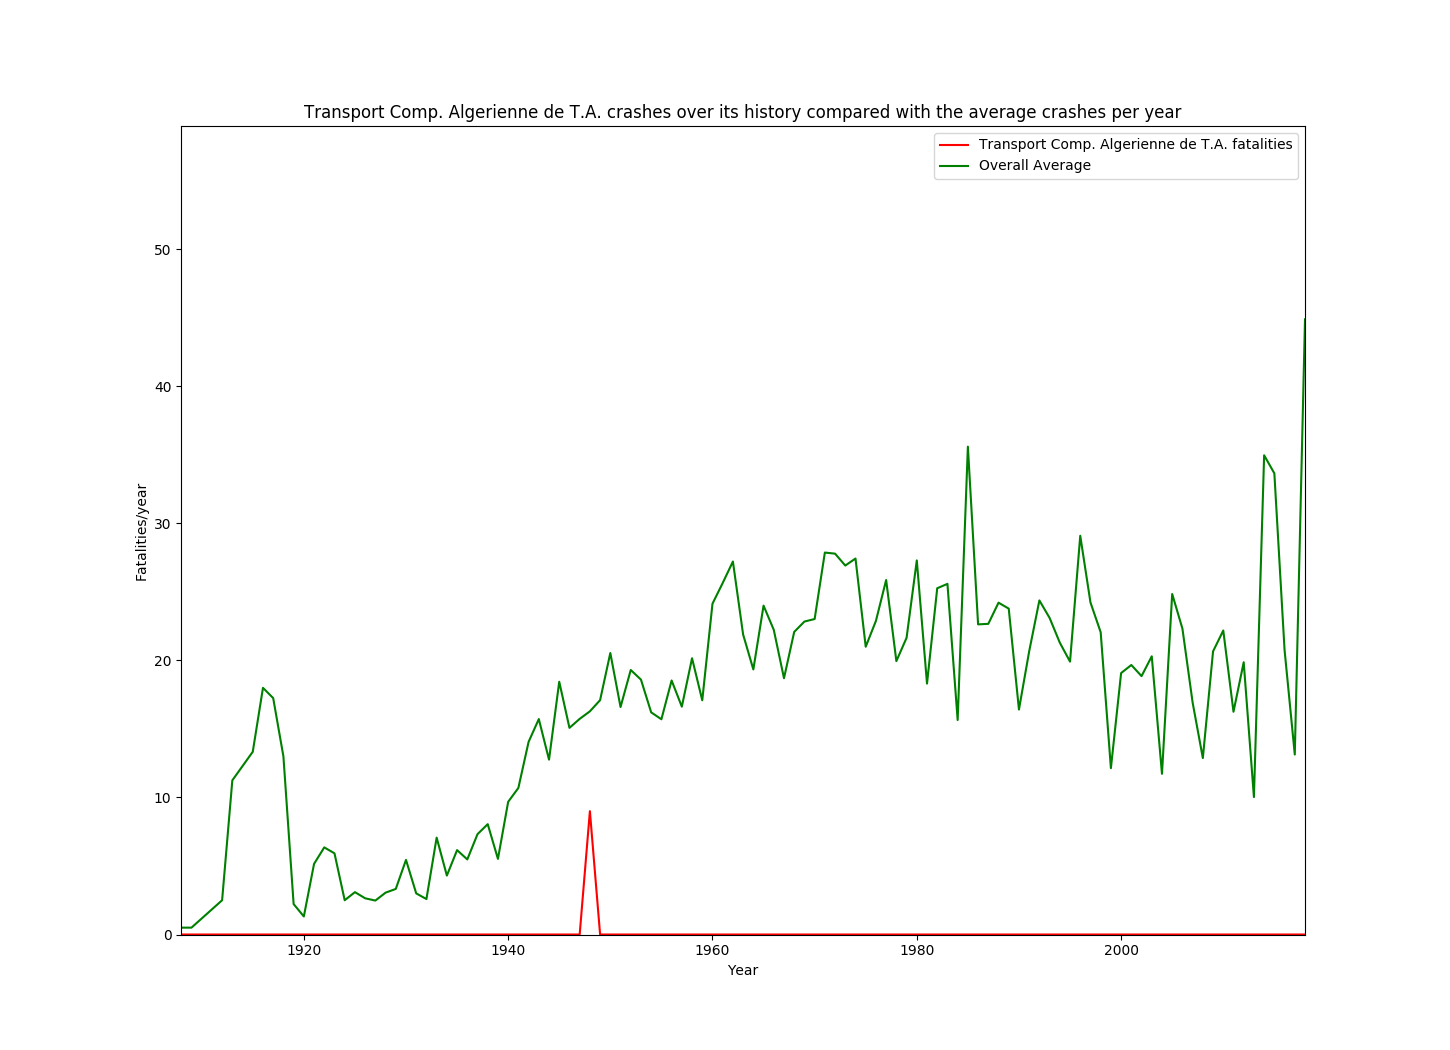 Transport Comp. Algerienne de T.A. crashes over its history compared with the average crashes per year
Transport Comp. Algerienne de T.A. fatalities
Overall Average
50
40
30
20
10
0
Fatalities/year
1920
1940
1960
1980
2000
Year